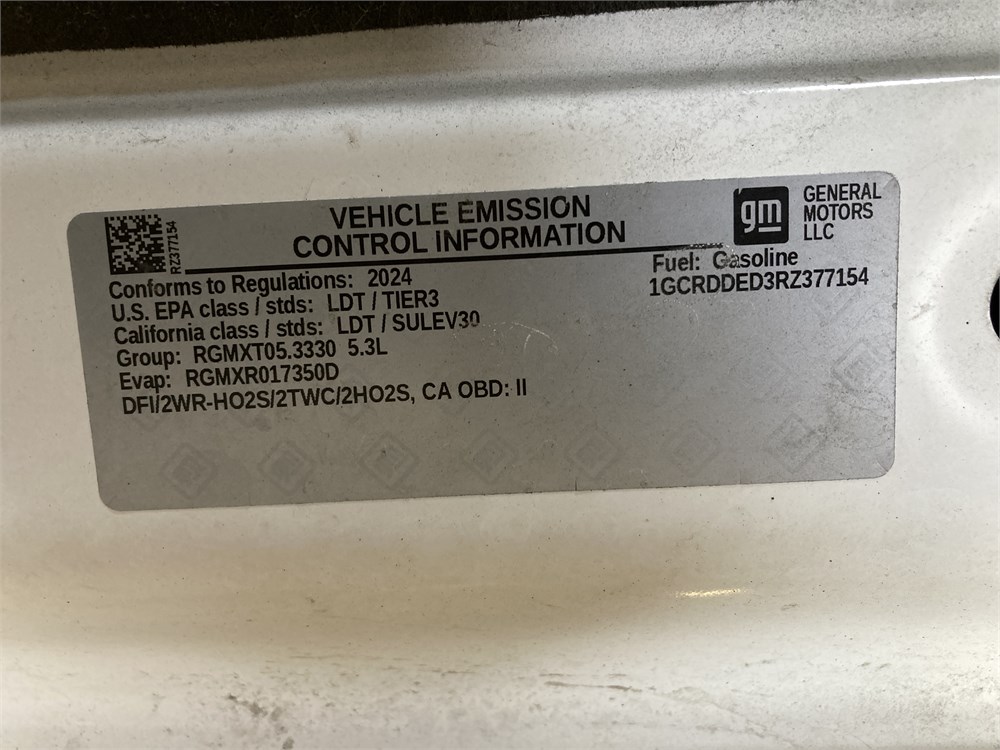 VEHICLE EMISSION
CONTROL INFORMATION
gm
GENERAL
MOTORS
LLC
RZ377154
Conforms to Regulations: 2024
U.S. EPA class / stds: LDT / TIER3
California class / stds: LDT / SULEV30
Group: RGMXT05.3330 5.3L
Evap: RGMXR017350D
DFI/2WR-HO2S/2TWC/2HO2S, CA OBD: II
Fuel: Gasoline
1GCRDDED3RZ377154